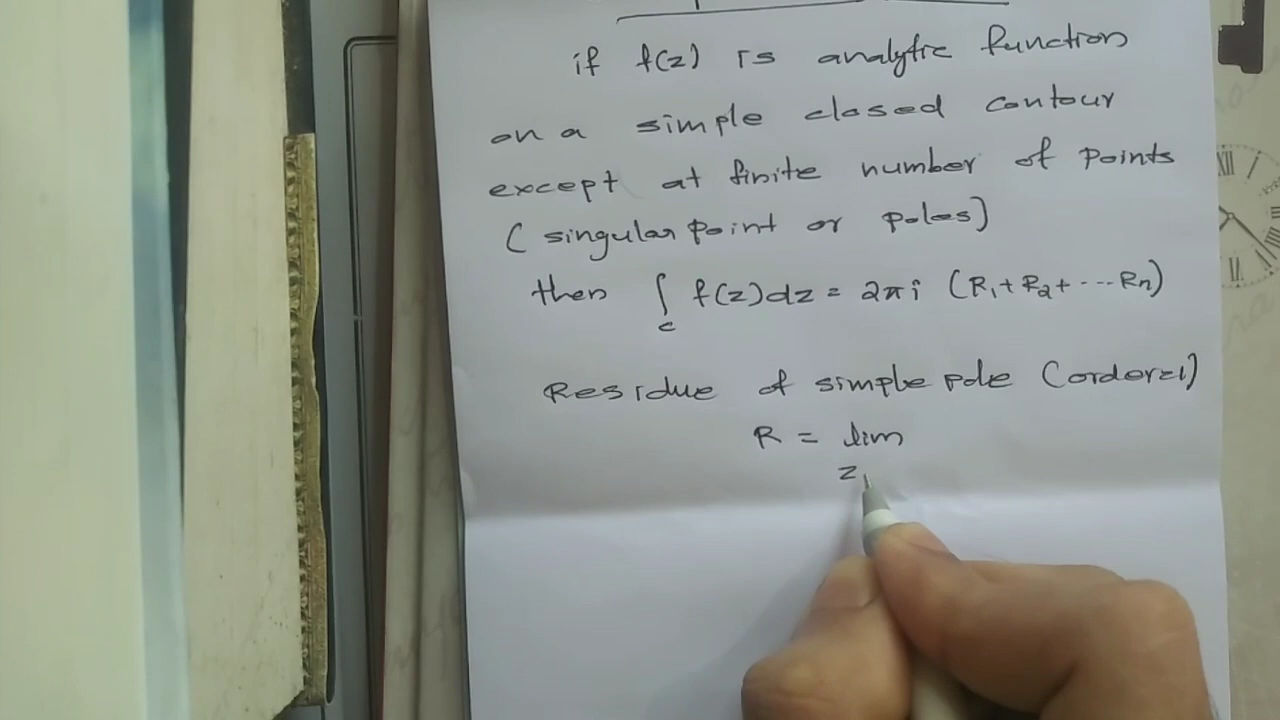 if f(z) is analytic function
on a simple closed contour
except at finite number of points
(singular point or poles)
then ∫c f(z)dz = 2πi (R1+R2+---Rn)
Residue of simple pole (order=1)
R = lim
z